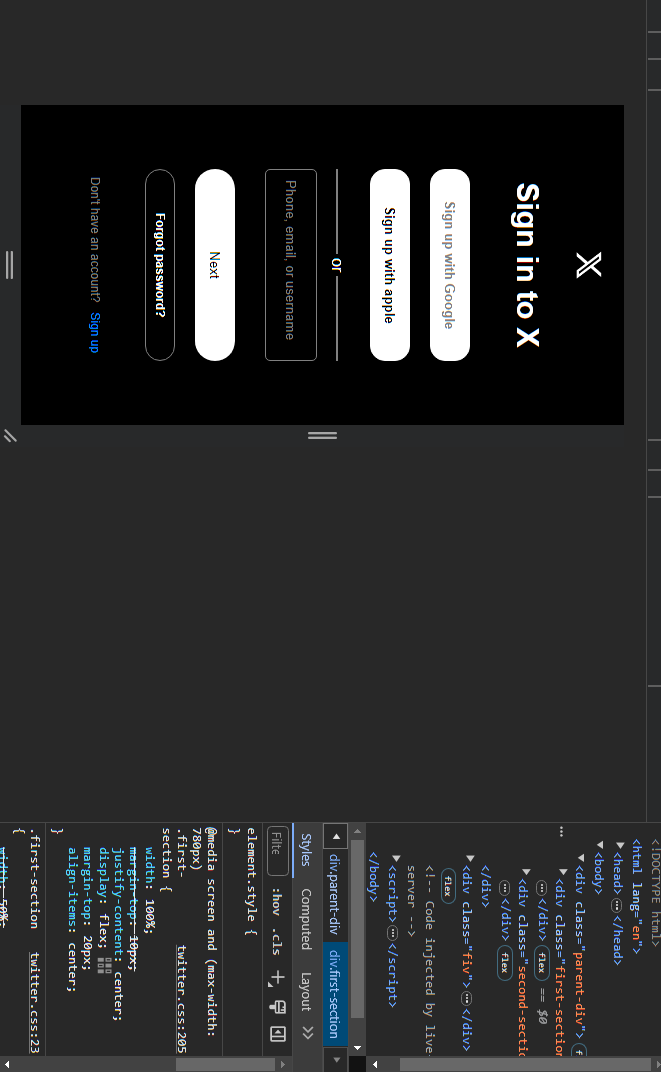 𝕏
Sign in to X
Sign up with Google
Sign up with apple
or
Phone, email, or username
Next
Forgot password?
Don't have an account? Sign up
<!DOCTYPE html>
<html lang="en">
<head>…</head>
<body>
<div class="parent-div">
… <div class="first-section
…</div> flex == $0
<div class="second-sectio
…</div> flex
</div>
<div class="fiv">…</div>
flex
<!-- Code injected by live-
server -->
<script>…</script>
</body>
div.parent-div div.first-section
Styles Computed Layout
Filte :hov .cls
element.style {
}
@media screen and (max-width:
780px)
.first- twitter.css:205
section {
width: 100%;
margin-top: 10px;
justify-content: center;
display: flex;
margin-top: 20px;
align-items: center;
}
.first-section twitter.css:23
{
width: 50%;